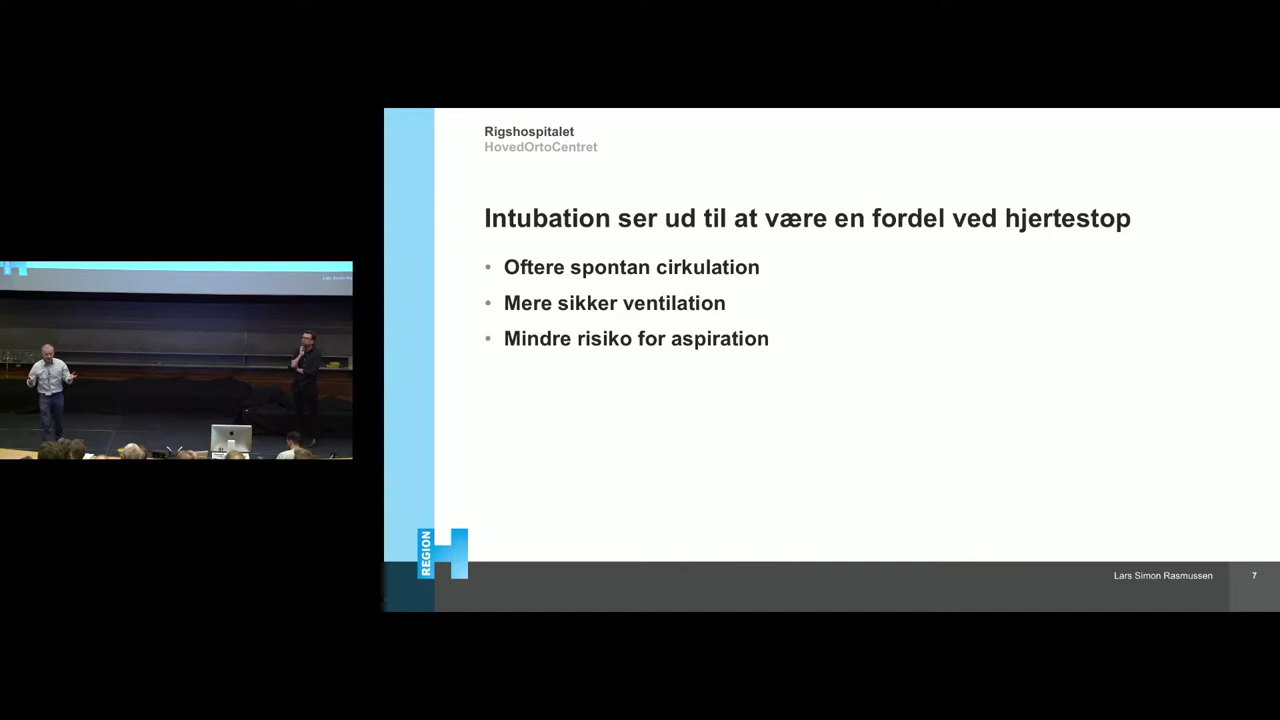 Rigshospitalet
HovedOrtoCentret
Intubation ser ud til at være en fordel ved hjertestop
• Oftere spontan cirkulation
• Mere sikker ventilation
• Mindre risiko for aspiration
REGION
Lars Simon Rasmussen 7